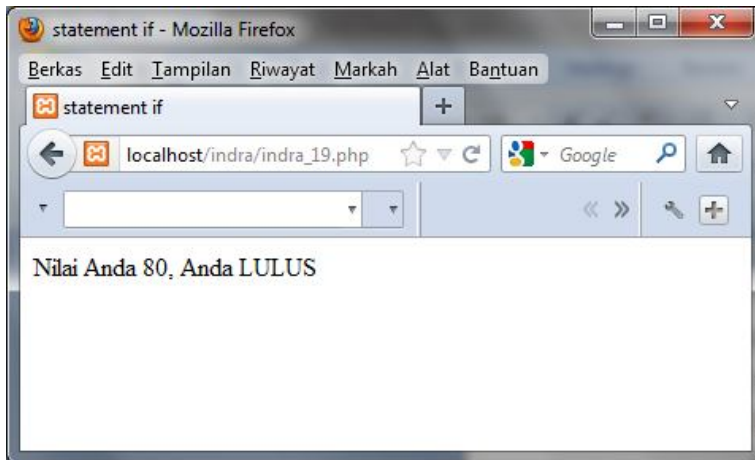 statement if - Mozilla Firefox
Berkas Edit Tampilan Riwayat Markah Alat Bantuan
statement if
localhost/indra/indra_19.php Google
Nilai Anda 80, Anda LULUS